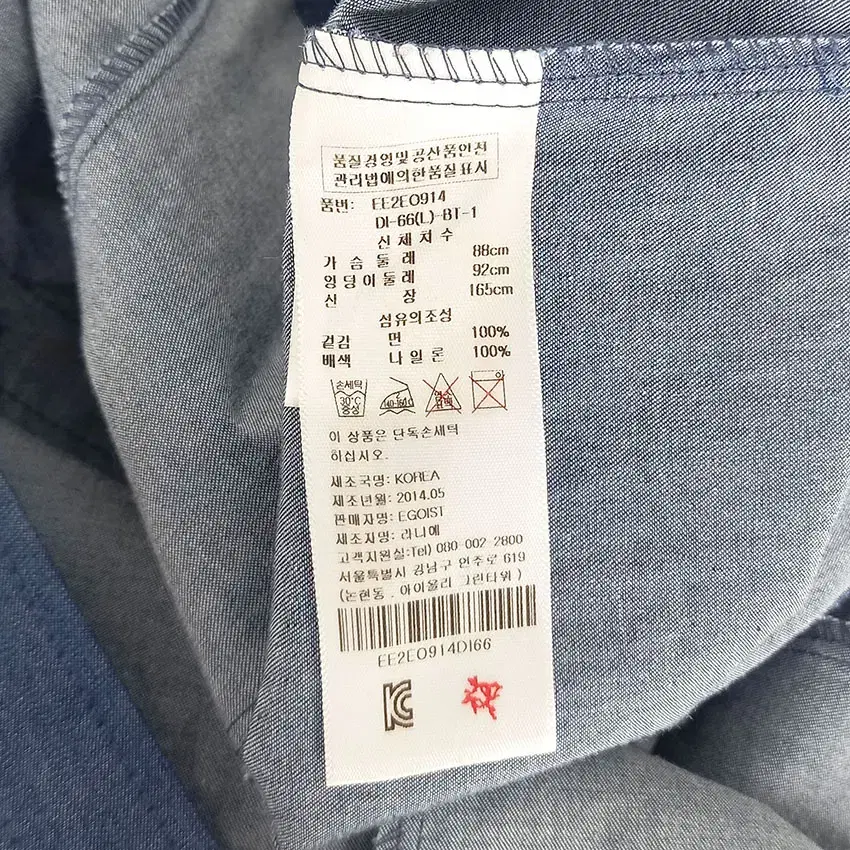 품질경영및공산품안전
관리법에의한품질표시
품번: EE2EO914
DI-66(L)-BT-1
신체치수
가슴둘레 88cm
엉덩이둘레 92cm
신장 165cm
섬유의조성
겉감 면 100%
배색 나일론 100%
손세탁
30℃
중성
140-160℃
이 상품은 단독손세탁
하십시오.
제조국명: KOREA
제조년월: 2014.05
판매자명: EGOIST
제조자명: 라니에
고객지원실:Tel) 080-002-2800
서울특별시 강남구 언주로 619
(논현동 . 아이올리 그린타워 )
EE2EO914DI66
KC